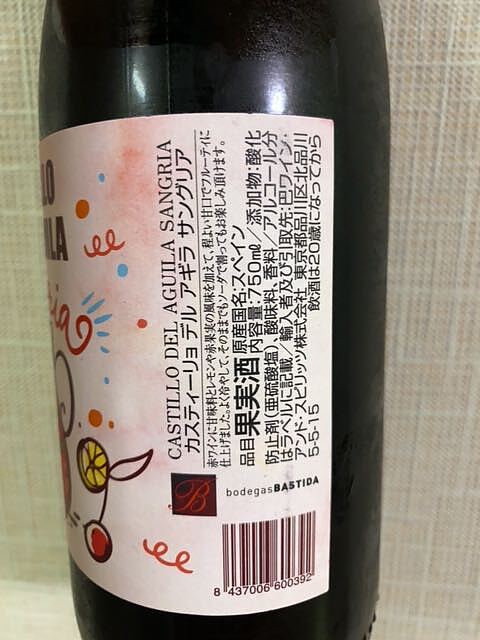 LO
ILA
ria
CASTILLO DEL AGUILA SANGRIA
カスティーリョ デル アギラ サングリア
赤ワインに甘味料とレモンや赤果実の風味を加えて、程よい甘口でフルーティに
仕上げました。よく冷やして、そのままでもソーダで割ってもお楽しみ頂けます。
品目果実酒 原産国名:スペイン
内容量:750ml/添加物:酸化
防止剤(亜硫酸塩)、酸味料、香料/アルコール分
はラベルに記載/輸入者及び引取先:巴ワイン・
アンド・スピリッツ株式会社 東京都品川区北品川
5-5-15 飲酒は20歳になってから
B
bodegas BASTIDA
8 437006 600392